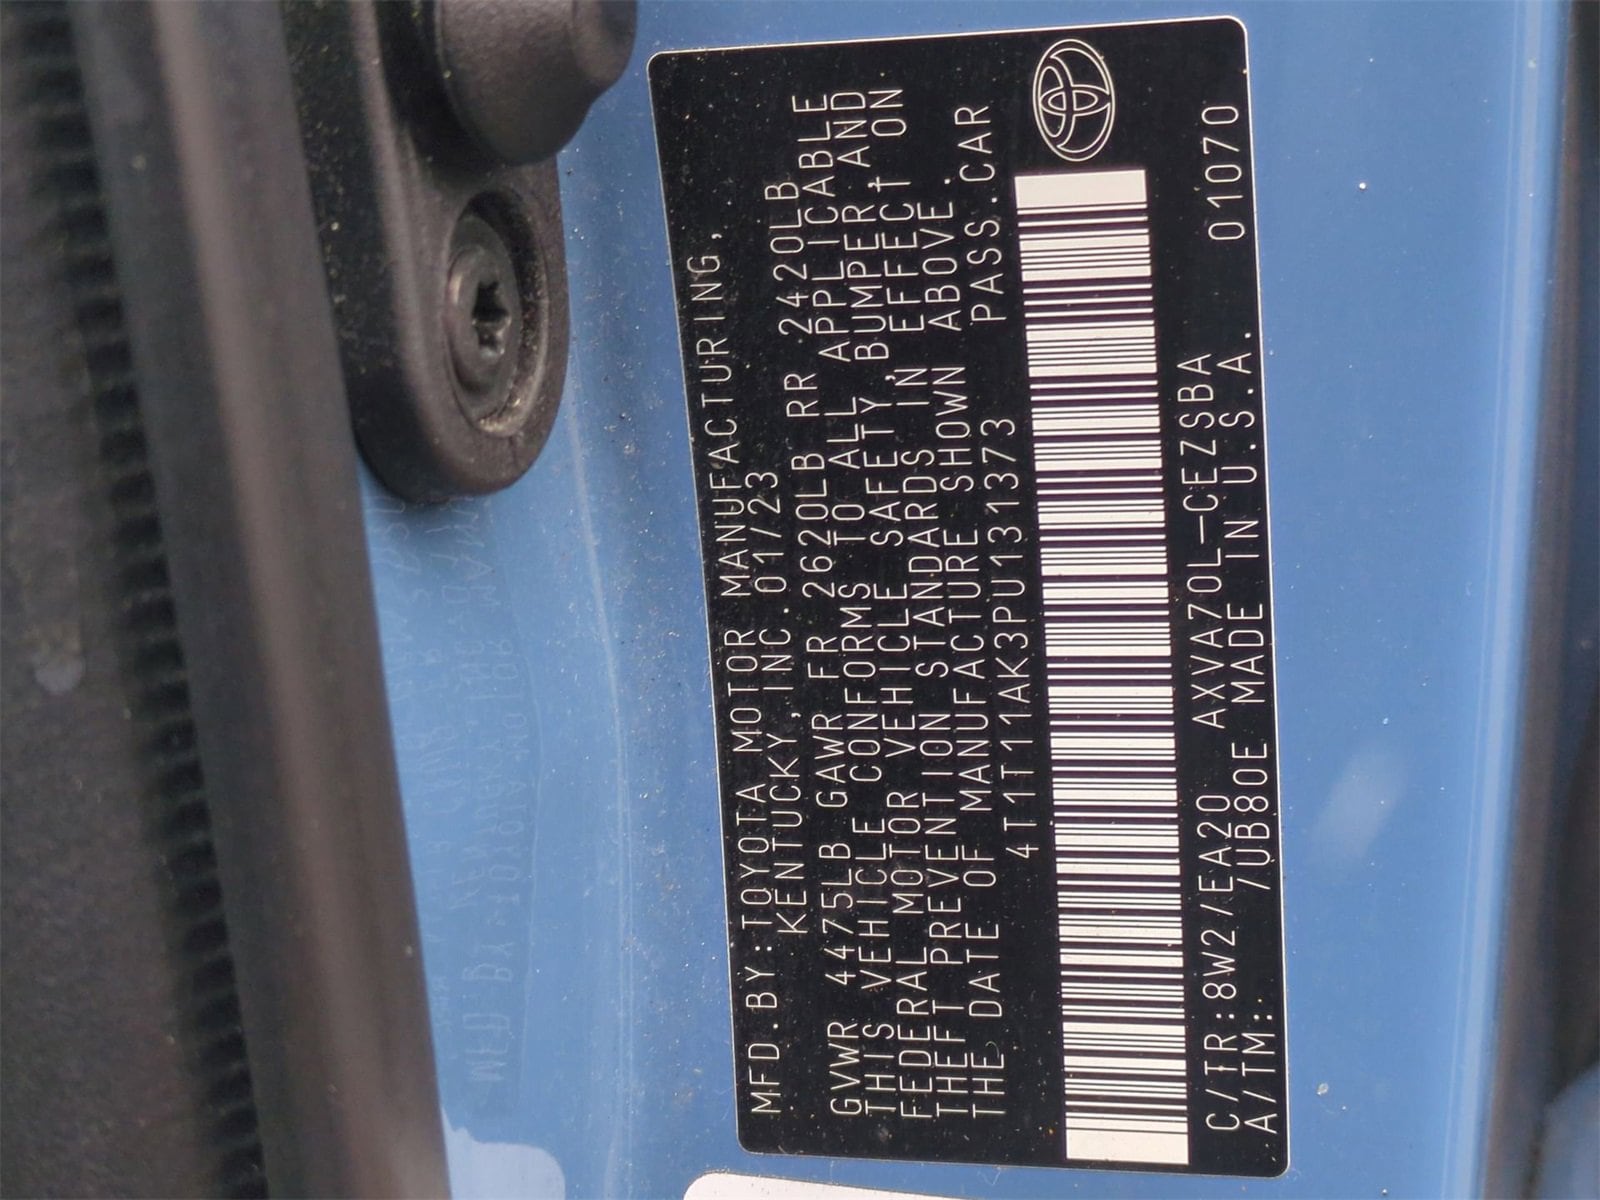 MFD.BY:TOYOTA MOTOR MANUFACTURING,
KENTUCKY,INC.01/23
GVWR 4475LB GAWR FR 2620LB RR 2420LB
THIS VEHICLE CONFORMS TO ALL APPLICABLE
FEDERAL MOTOR VEHICLE SAFETY,BUMPER,AND
THEFT PREVENTION STANDARDS IN EFFECT ON
THE DATE OF MANUFACTURE SHOWN ABOVE.
4T1T11AK3PU131373 PASS.CAR
C/TR:8W2/EA20 AXVA70L-CEZSBA 01070
A/TM: /UB80E MADE IN U.S.A.